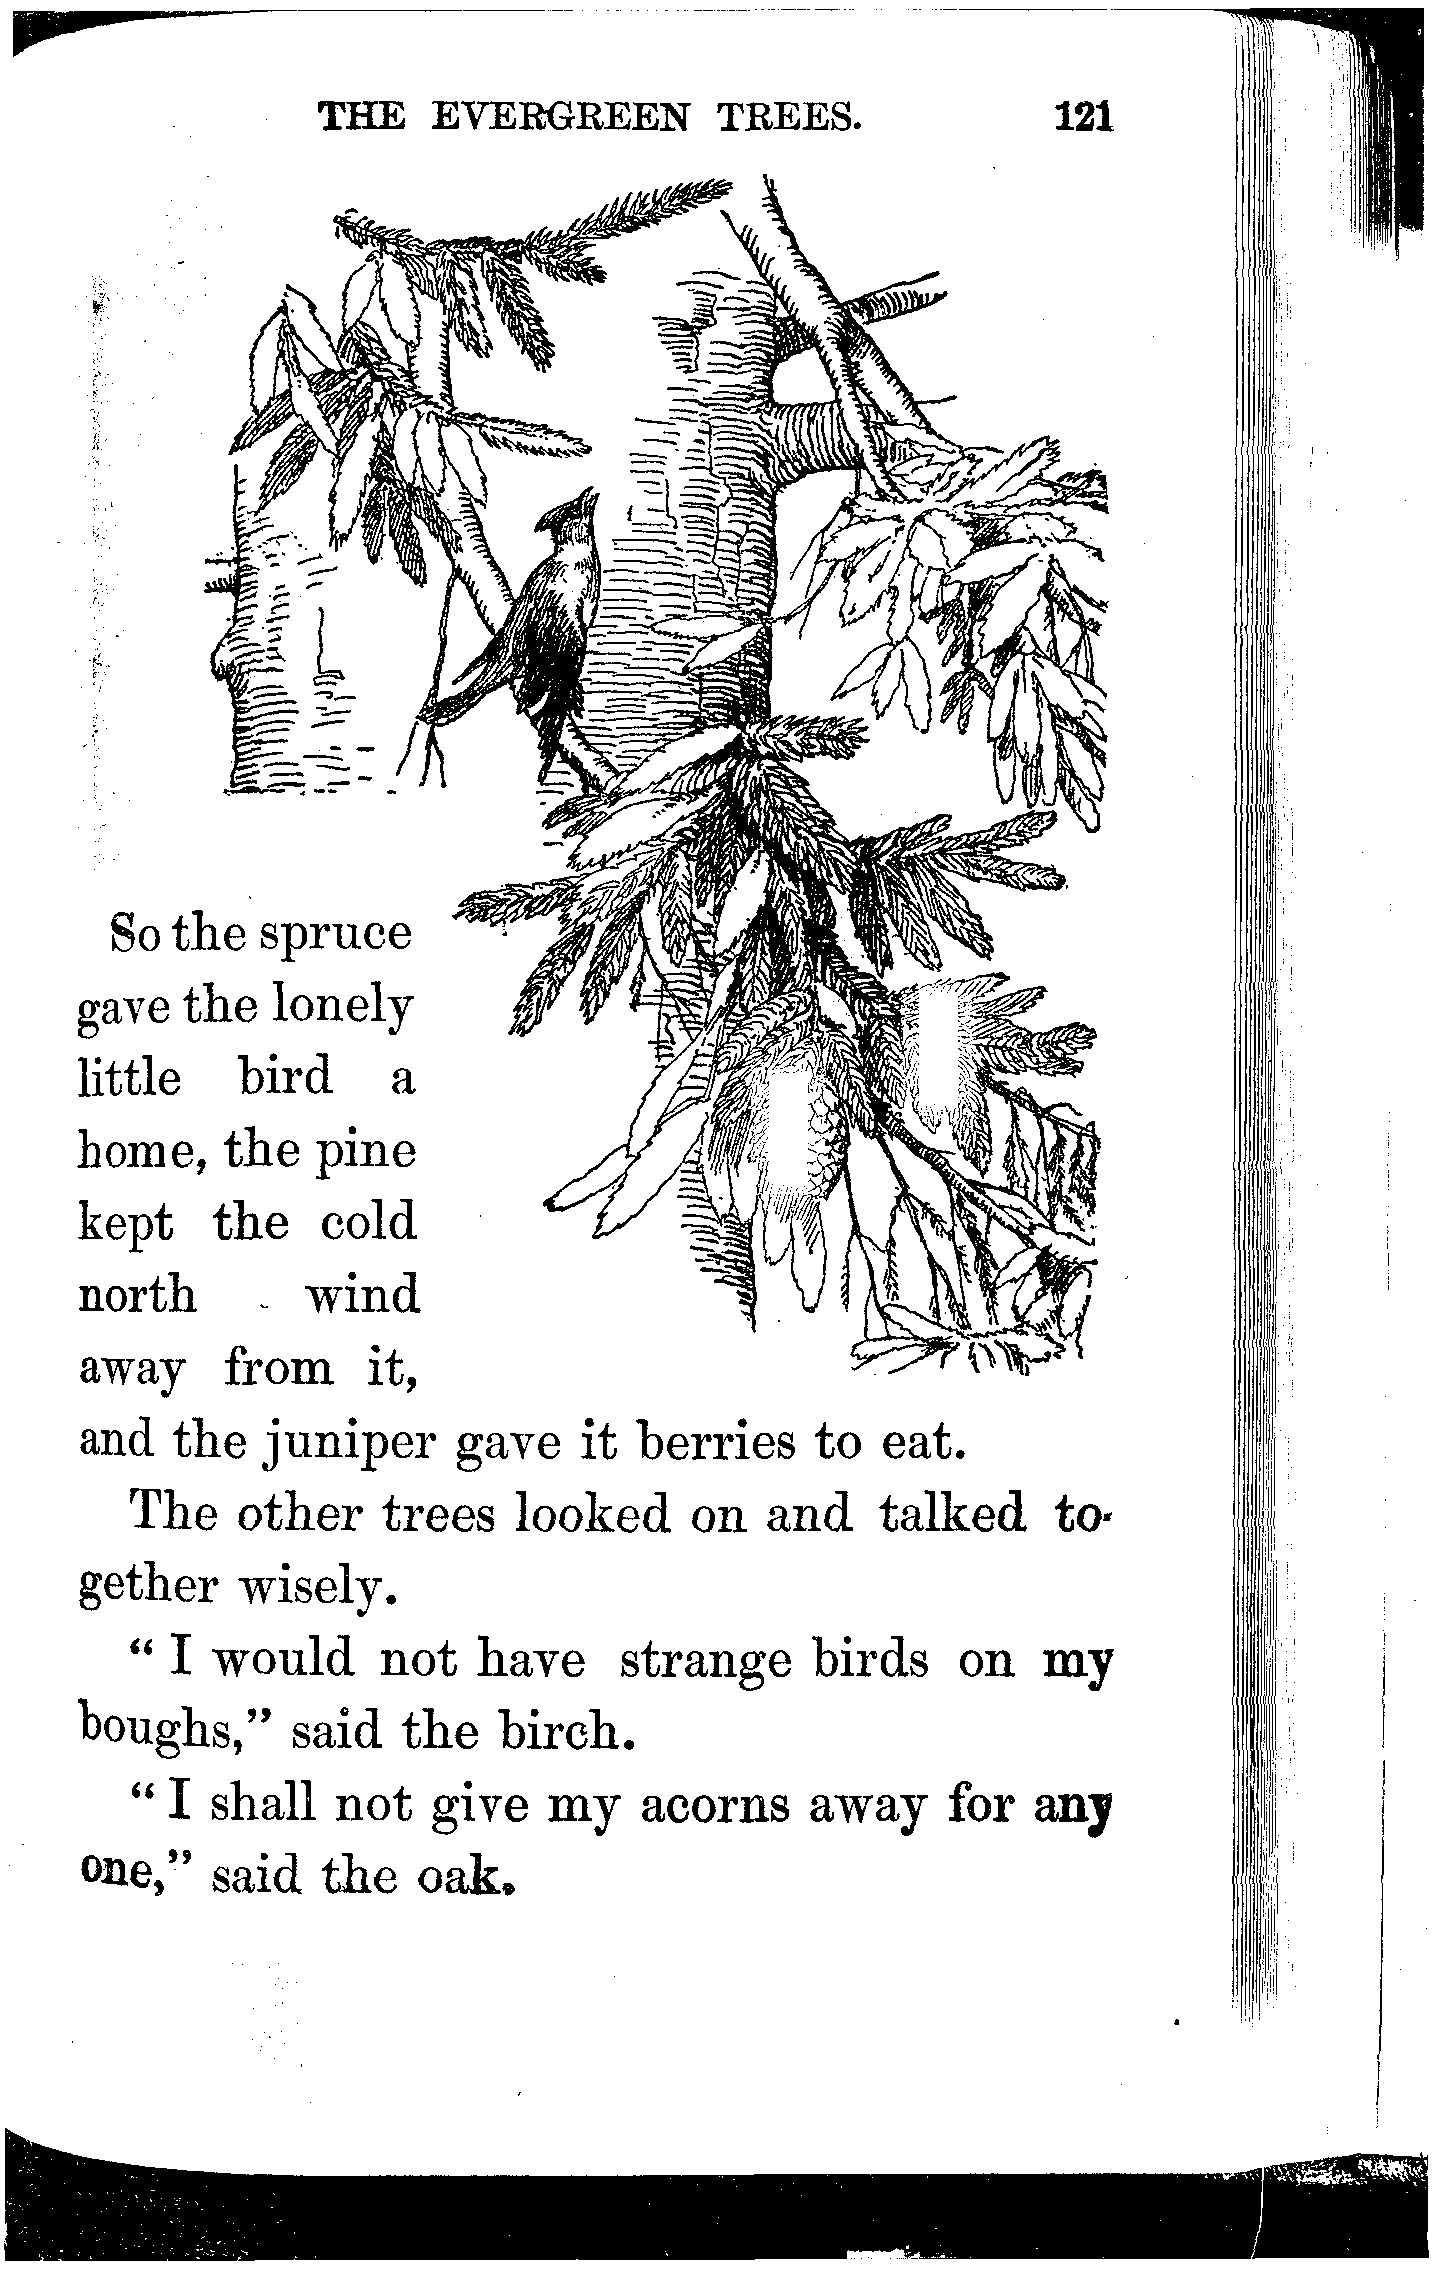 THE EVERGREEN TREES. 121
So the spruce
gave the lonely
little bird a
home, the pine
kept the cold
north wind
away from it,
and the juniper gave it berries to eat.
The other trees looked on and talked to-
gether wisely.
“ I would not have strange birds on my
boughs,” said the birch.
“ I shall not give my acorns away for any
one,” said the oak.